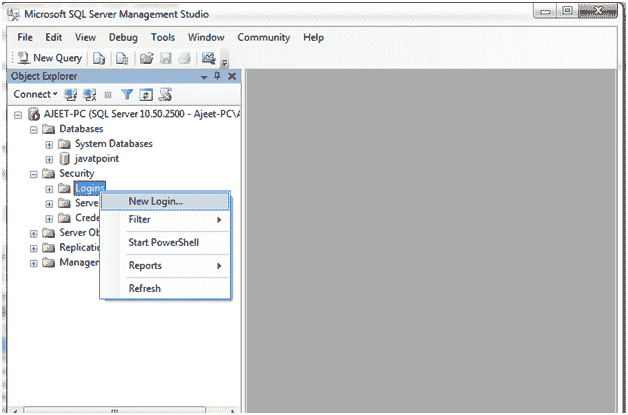 Microsoft SQL Server Management Studio
File Edit View Debug Tools Window Community Help
New Query
Object Explorer
Connect
AJEET-PC (SQL Server 10.50.2500 - Ajeet-PC\A
Databases
System Databases
javatpoint
Security
Logins
New Login...
Serve
Filter
Crede
Server Ob
Start PowerShell
Replicatio
Managem
Reports
Refresh